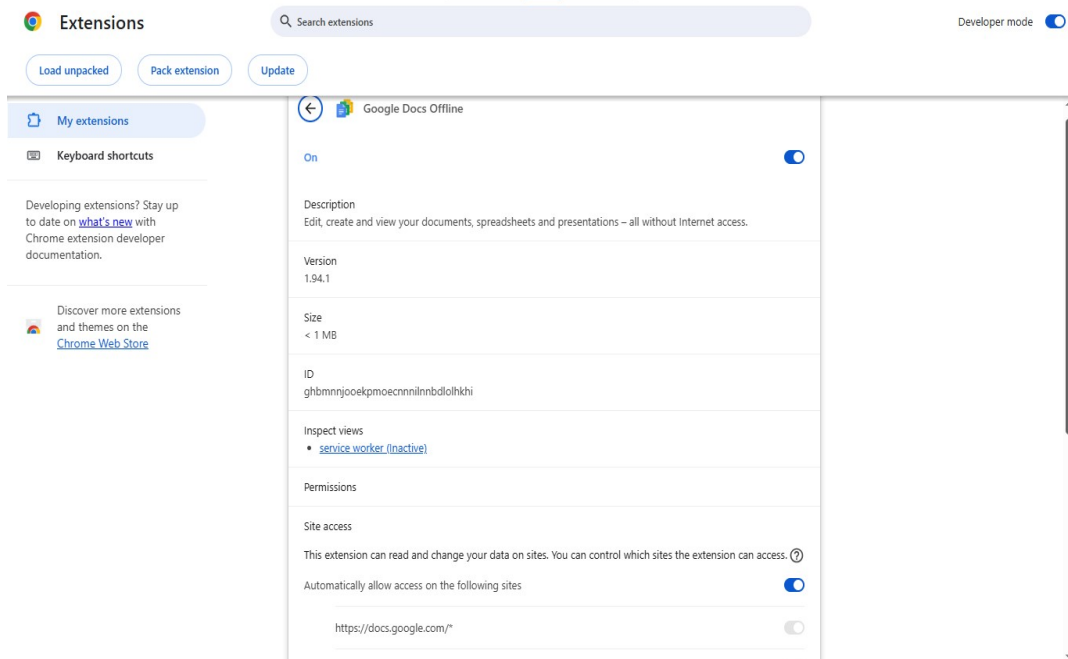 Extensions
Search extensions
Developer mode
Load unpacked
Pack extension
Update
My extensions
Keyboard shortcuts
Developing extensions? Stay up
to date on what's new with
Chrome extension developer
documentation.
Discover more extensions
and themes on the
Chrome Web Store
Google Docs Offline
On
Description
Edit, create and view your documents, spreadsheets and presentations – all without Internet access.
Version
1.94.1
Size
< 1 MB
ID
ghbmnnjooekpmoecnnnilnnbdlolhkhi
Inspect views
• service worker (Inactive)
Permissions
Site access
This extension can read and change your data on sites. You can control which sites the extension can access.
Automatically allow access on the following sites
https://docs.google.com/*